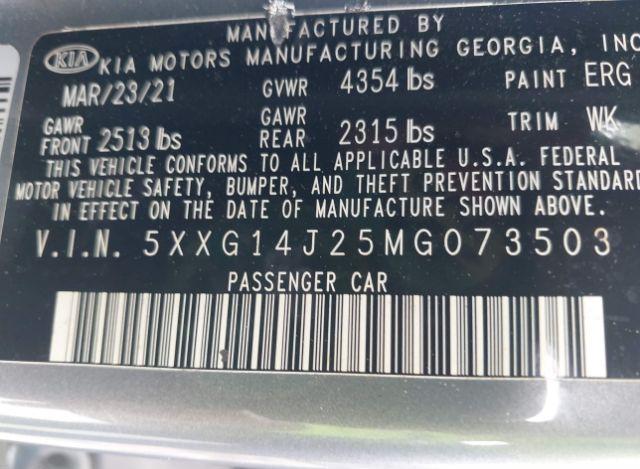 MANUFACTURED BY
KIA KIA MOTORS MANUFACTURING GEORGIA, INC
MAR/23/21 GVWR 4354 lbs PAINT ERG
GAWR FRONT 2513 lbs GAWR REAR 2315 lbs TRIM WK
THIS VEHICLE CONFORMS TO ALL APPLICABLE U.S.A. FEDERAL
MOTOR VEHICLE SAFETY, BUMPER, AND THEFT PREVENTION STANDARD
IN EFFECT ON THE DATE OF MANUFACTURE SHOWN ABOVE.
V.I.N. 5XXG14J25MG073503
PASSENGER CAR